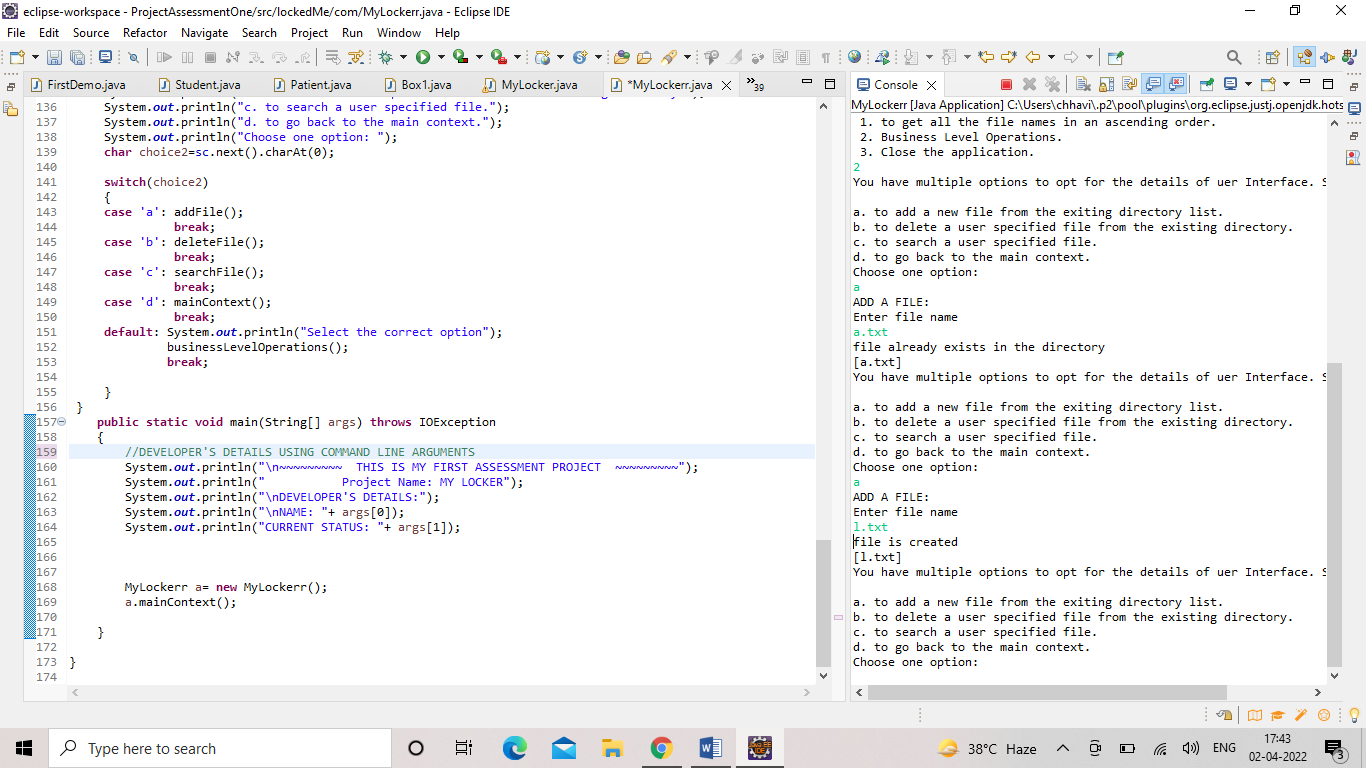 eclipse-workspace - ProjectAssessmentOne/src/lockedMe/com/MyLockerr.java - Eclipse IDE
File Edit Source Refactor Navigate Search Project Run Window Help
FirstDemo.java Student.java Patient.java Box1.java MyLocker.java *MyLockerr.java »39
136 System.out.println("c. to search a user specified file.");
137 System.out.println("d. to go back to the main context.");
138 System.out.println("Choose one option: ");
139 char choice2=sc.next().charAt(0);
140
141 switch(choice2)
142 {
143 case 'a': addFile();
144 break;
145 case 'b': deleteFile();
146 break;
147 case 'c': searchFile();
148 break;
149 case 'd': mainContext();
150 break;
151 default: System.out.println("Select the correct option");
152 businessLevelOperations();
153 break;
154
155 }
156 }
157 public static void main(String[] args) throws IOException
158 {
159 //DEVELOPER'S DETAILS USING COMMAND LINE ARGUMENTS
160 System.out.println("\n~~~~~~~~~ THIS IS MY FIRST ASSESSMENT PROJECT ~~~~~~~~~");
161 System.out.println(" Project Name: MY LOCKER");
162 System.out.println("\nDEVELOPER'S DETAILS:");
163 System.out.println("\nNAME: "+ args[0]);
164 System.out.println("CURRENT STATUS: "+ args[1]);
165
166
167
168 MyLockerr a= new MyLockerr();
169 a.mainContext();
170
171 }
172
173 }
174
Console
MyLockerr [Java Application] C:\Users\chhavi\.p2\pool\plugins\org.eclipse.justj.openjdk.hots
1. to get all the file names in an ascending order.
2. Business Level Operations.
3. Close the application.
2
You have multiple options to opt for the details of uer Interface. S
a. to add a new file from the exiting directory list.
b. to delete a user specified file from the existing directory.
c. to search a user specified file.
d. to go back to the main context.
Choose one option:
a
ADD A FILE:
Enter file name
a.txt
file already exists in the directory
[a.txt]
You have multiple options to opt for the details of uer Interface. S
a. to add a new file from the exiting directory list.
b. to delete a user specified file from the existing directory.
c. to search a user specified file.
d. to go back to the main context.
Choose one option:
a
ADD A FILE:
Enter file name
l.txt
file is created
[l.txt]
You have multiple options to opt for the details of uer Interface. S
a. to add a new file from the exiting directory list.
b. to delete a user specified file from the existing directory.
c. to search a user specified file.
d. to go back to the main context.
Choose one option:
Type here to search
38°C Haze
ENG
17:43
02-04-2022
3